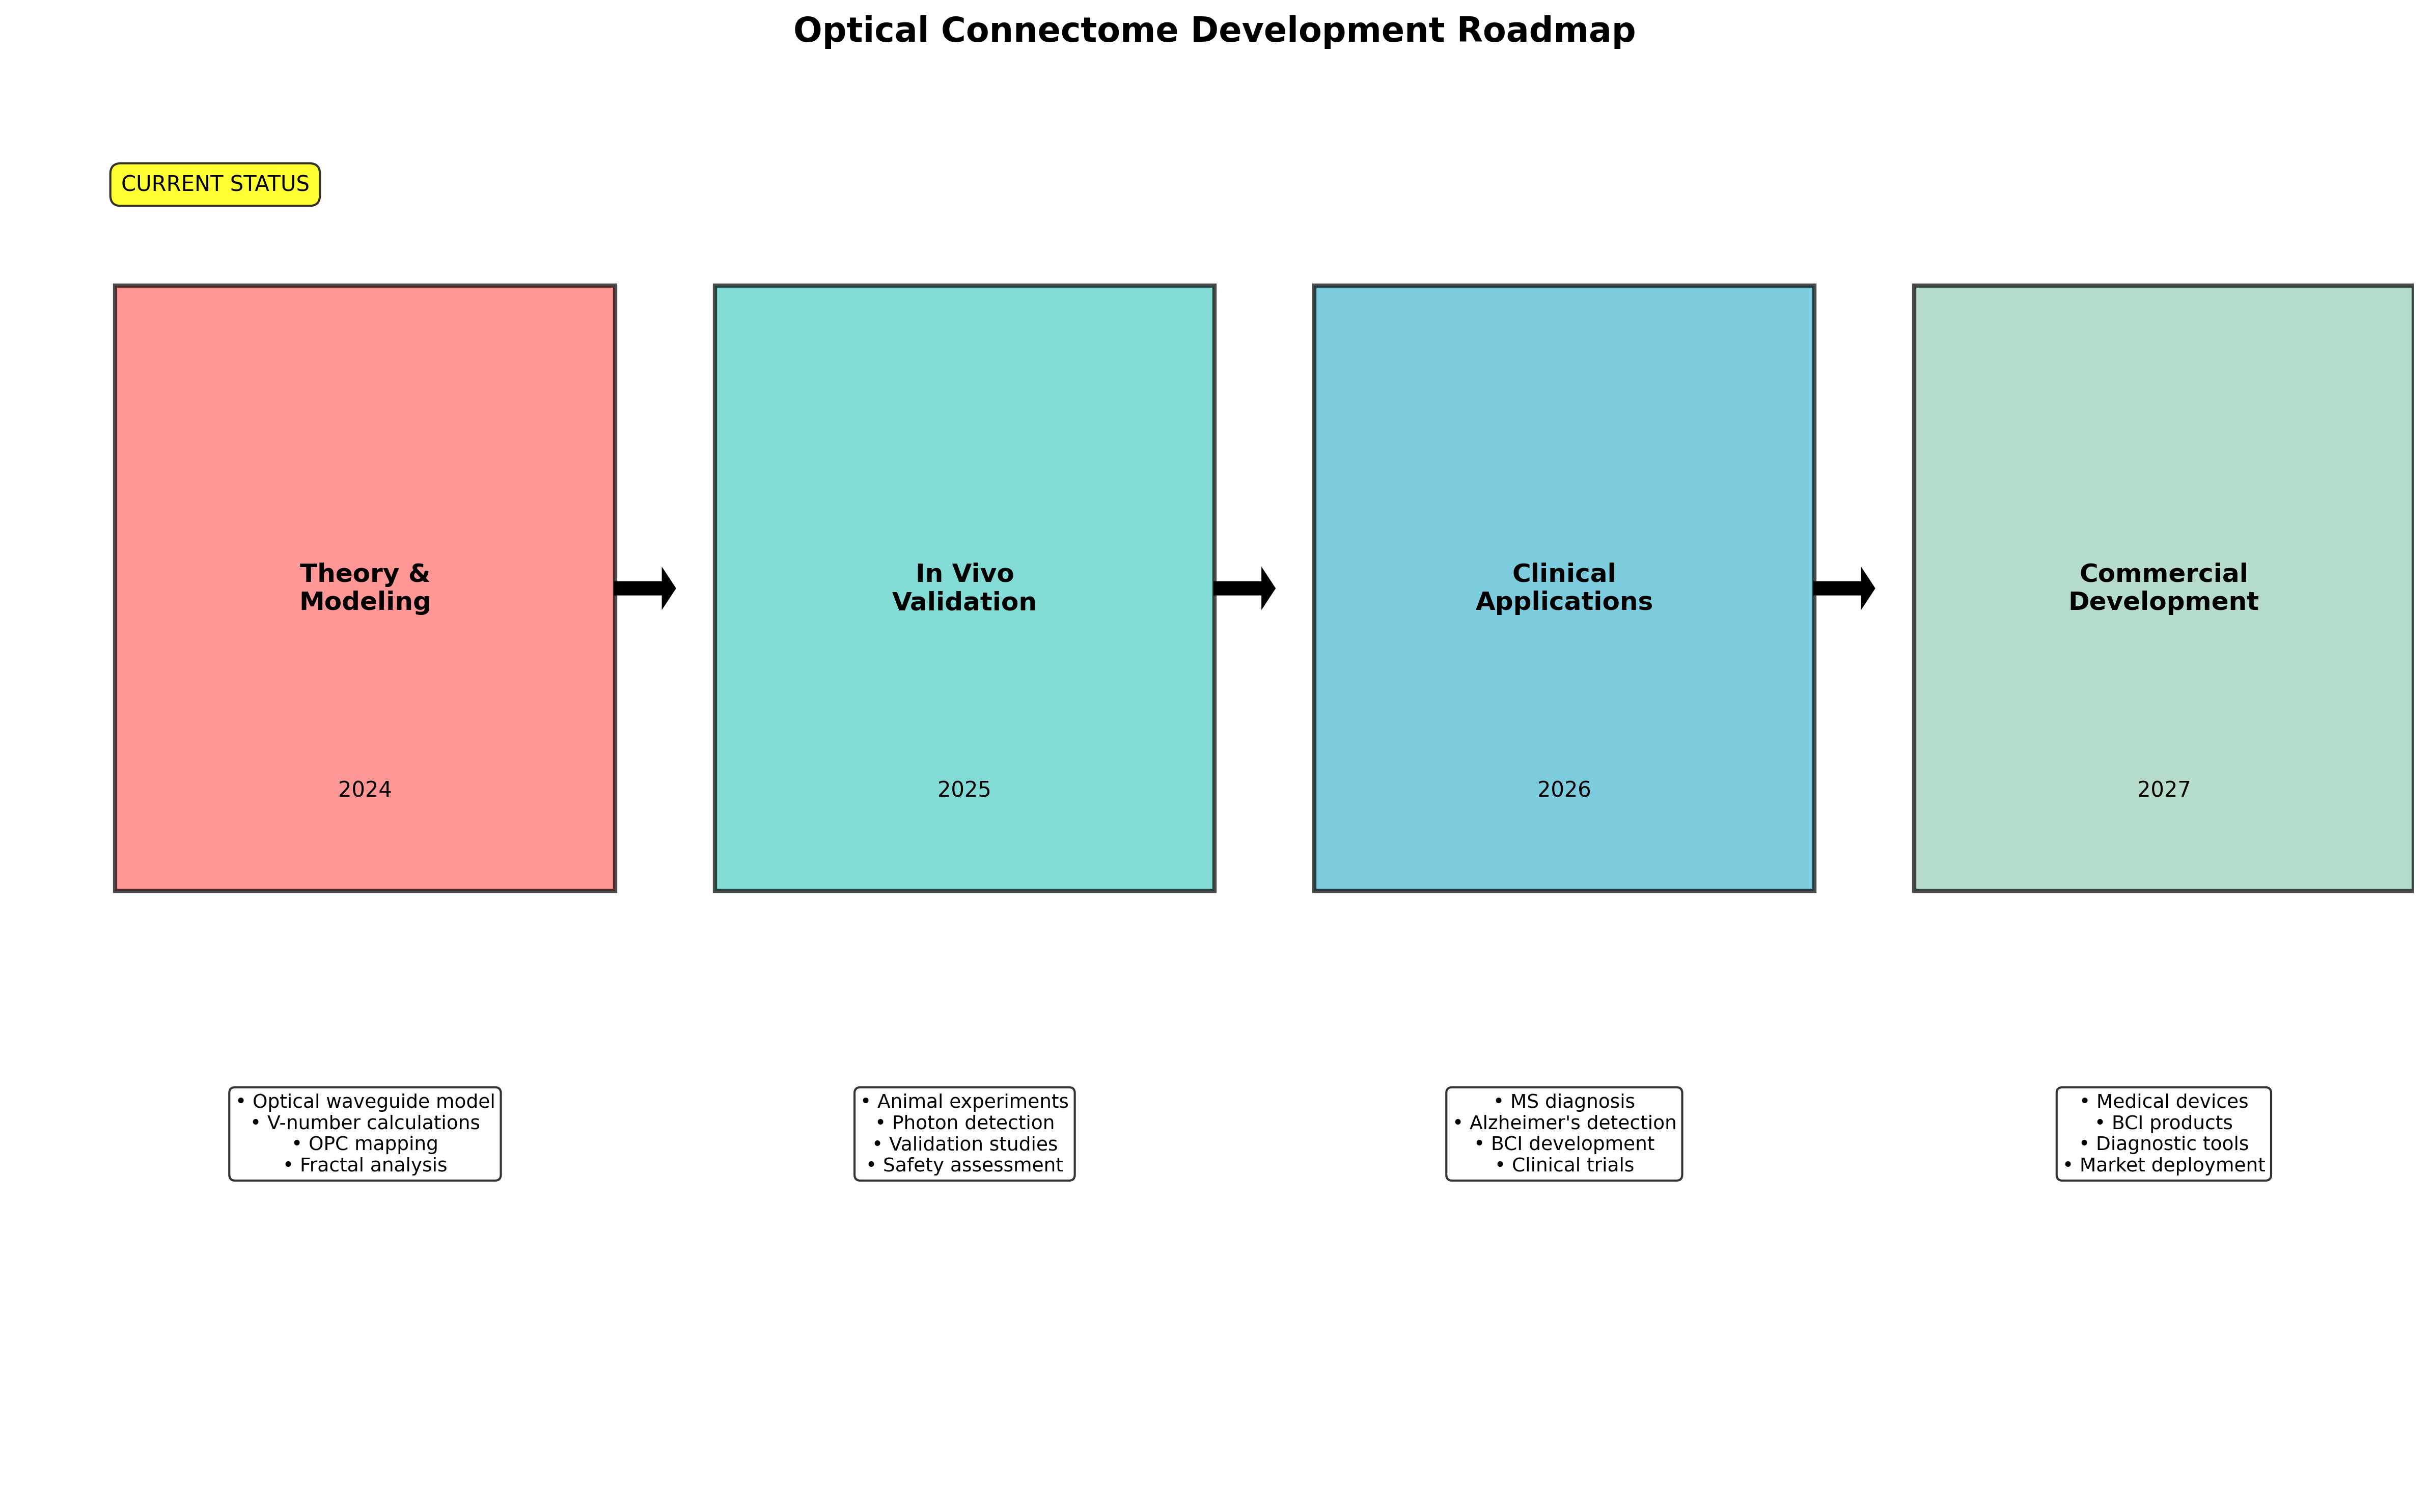 Optical Connectome Development Roadmap
CURRENT STATUS
Theory &
Modeling
2024
In Vivo
Validation
2025
Clinical
Applications
2026
Commercial
Development
2027
• Optical waveguide model
• V-number calculations
• OPC mapping
• Fractal analysis
• Animal experiments
• Photon detection
• Validation studies
• Safety assessment
• MS diagnosis
• Alzheimer's detection
• BCI development
• Clinical trials
• Medical devices
• BCI products
• Diagnostic tools
• Market deployment